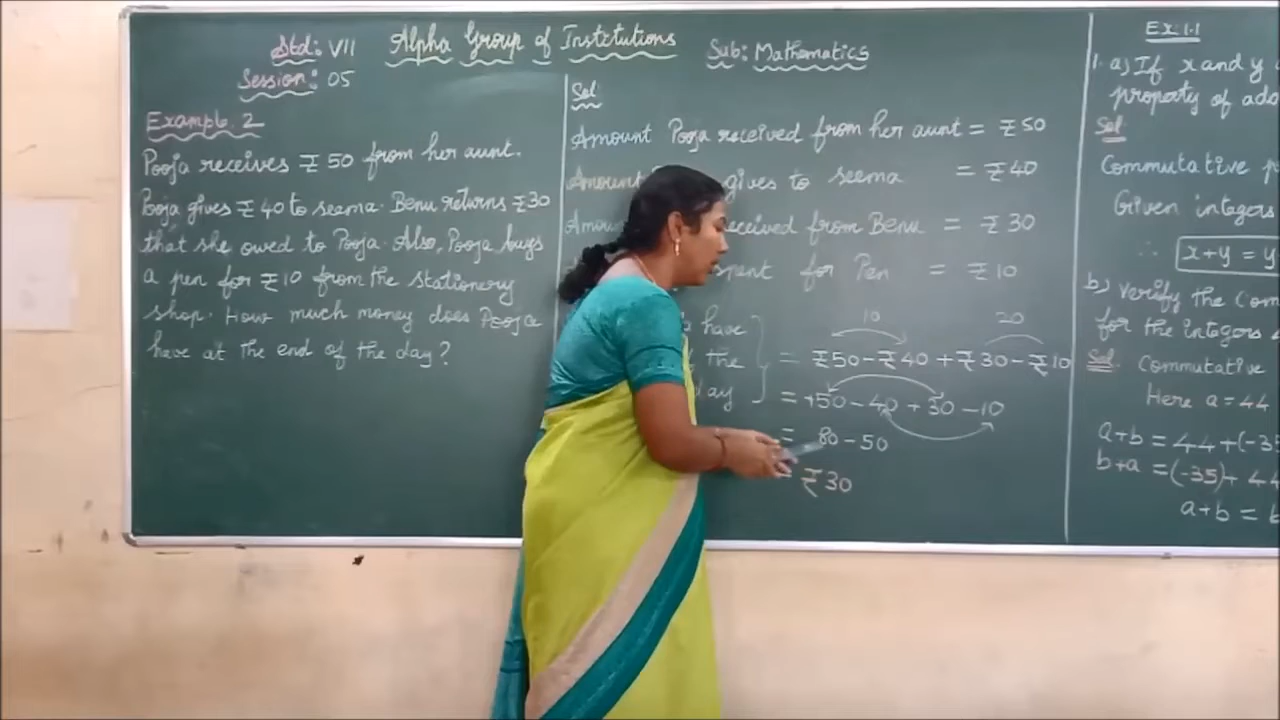 Std: VII Alpha Group of Institutions Sub: Mathematics
Session: 05
Example. 2
Pooja receives ₹ 50 from her aunt.
Pooja gives ₹ 40 to seema. Benu returns ₹30
that she owed to Pooja. Also, Pooja buys
a pen for ₹ 10 from the stationery
shop. How much money does Pooja
have at the end of the day?
Sol
Amount Pooja received from her aunt = ₹50
Amount gives to seema = ₹40
received from Benu = ₹ 30
spent for Pen = ₹10
have
the
day
10 20
= ₹50 - ₹40 + ₹30 - ₹10
= +50 - 40 + 30 - 10
= 80 - 50
= ₹30
Ex: 1.1
1. a) If x and y
property of
Sol
Commutative
Given integers
∴ x+y = y
b) Verify the
for the integers
Sol Commutative
Here a = 44
a+b = 44+(-35
b+a = (-35)+44
a+b =